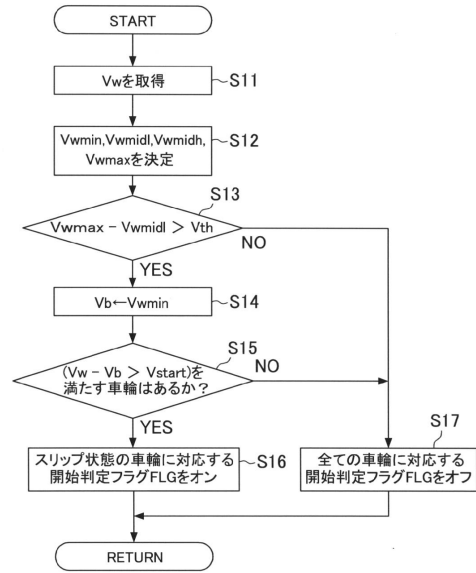 START
Vwを取得
S11
Vwmin,Vwmidl,Vwmidh,
Vwmaxを決定
S12
S13
Vwmax − Vwmidl > Vth
NO
YES
Vb←Vwmin
S14
S15
(Vw − Vb > Vstart)を
満たす車輪はあるか?
NO
YES
スリップ状態の車輪に対応する
開始判定フラグFLGをオン
S16
S17
全ての車輪に対応する
開始判定フラグFLGをオフ
RETURN